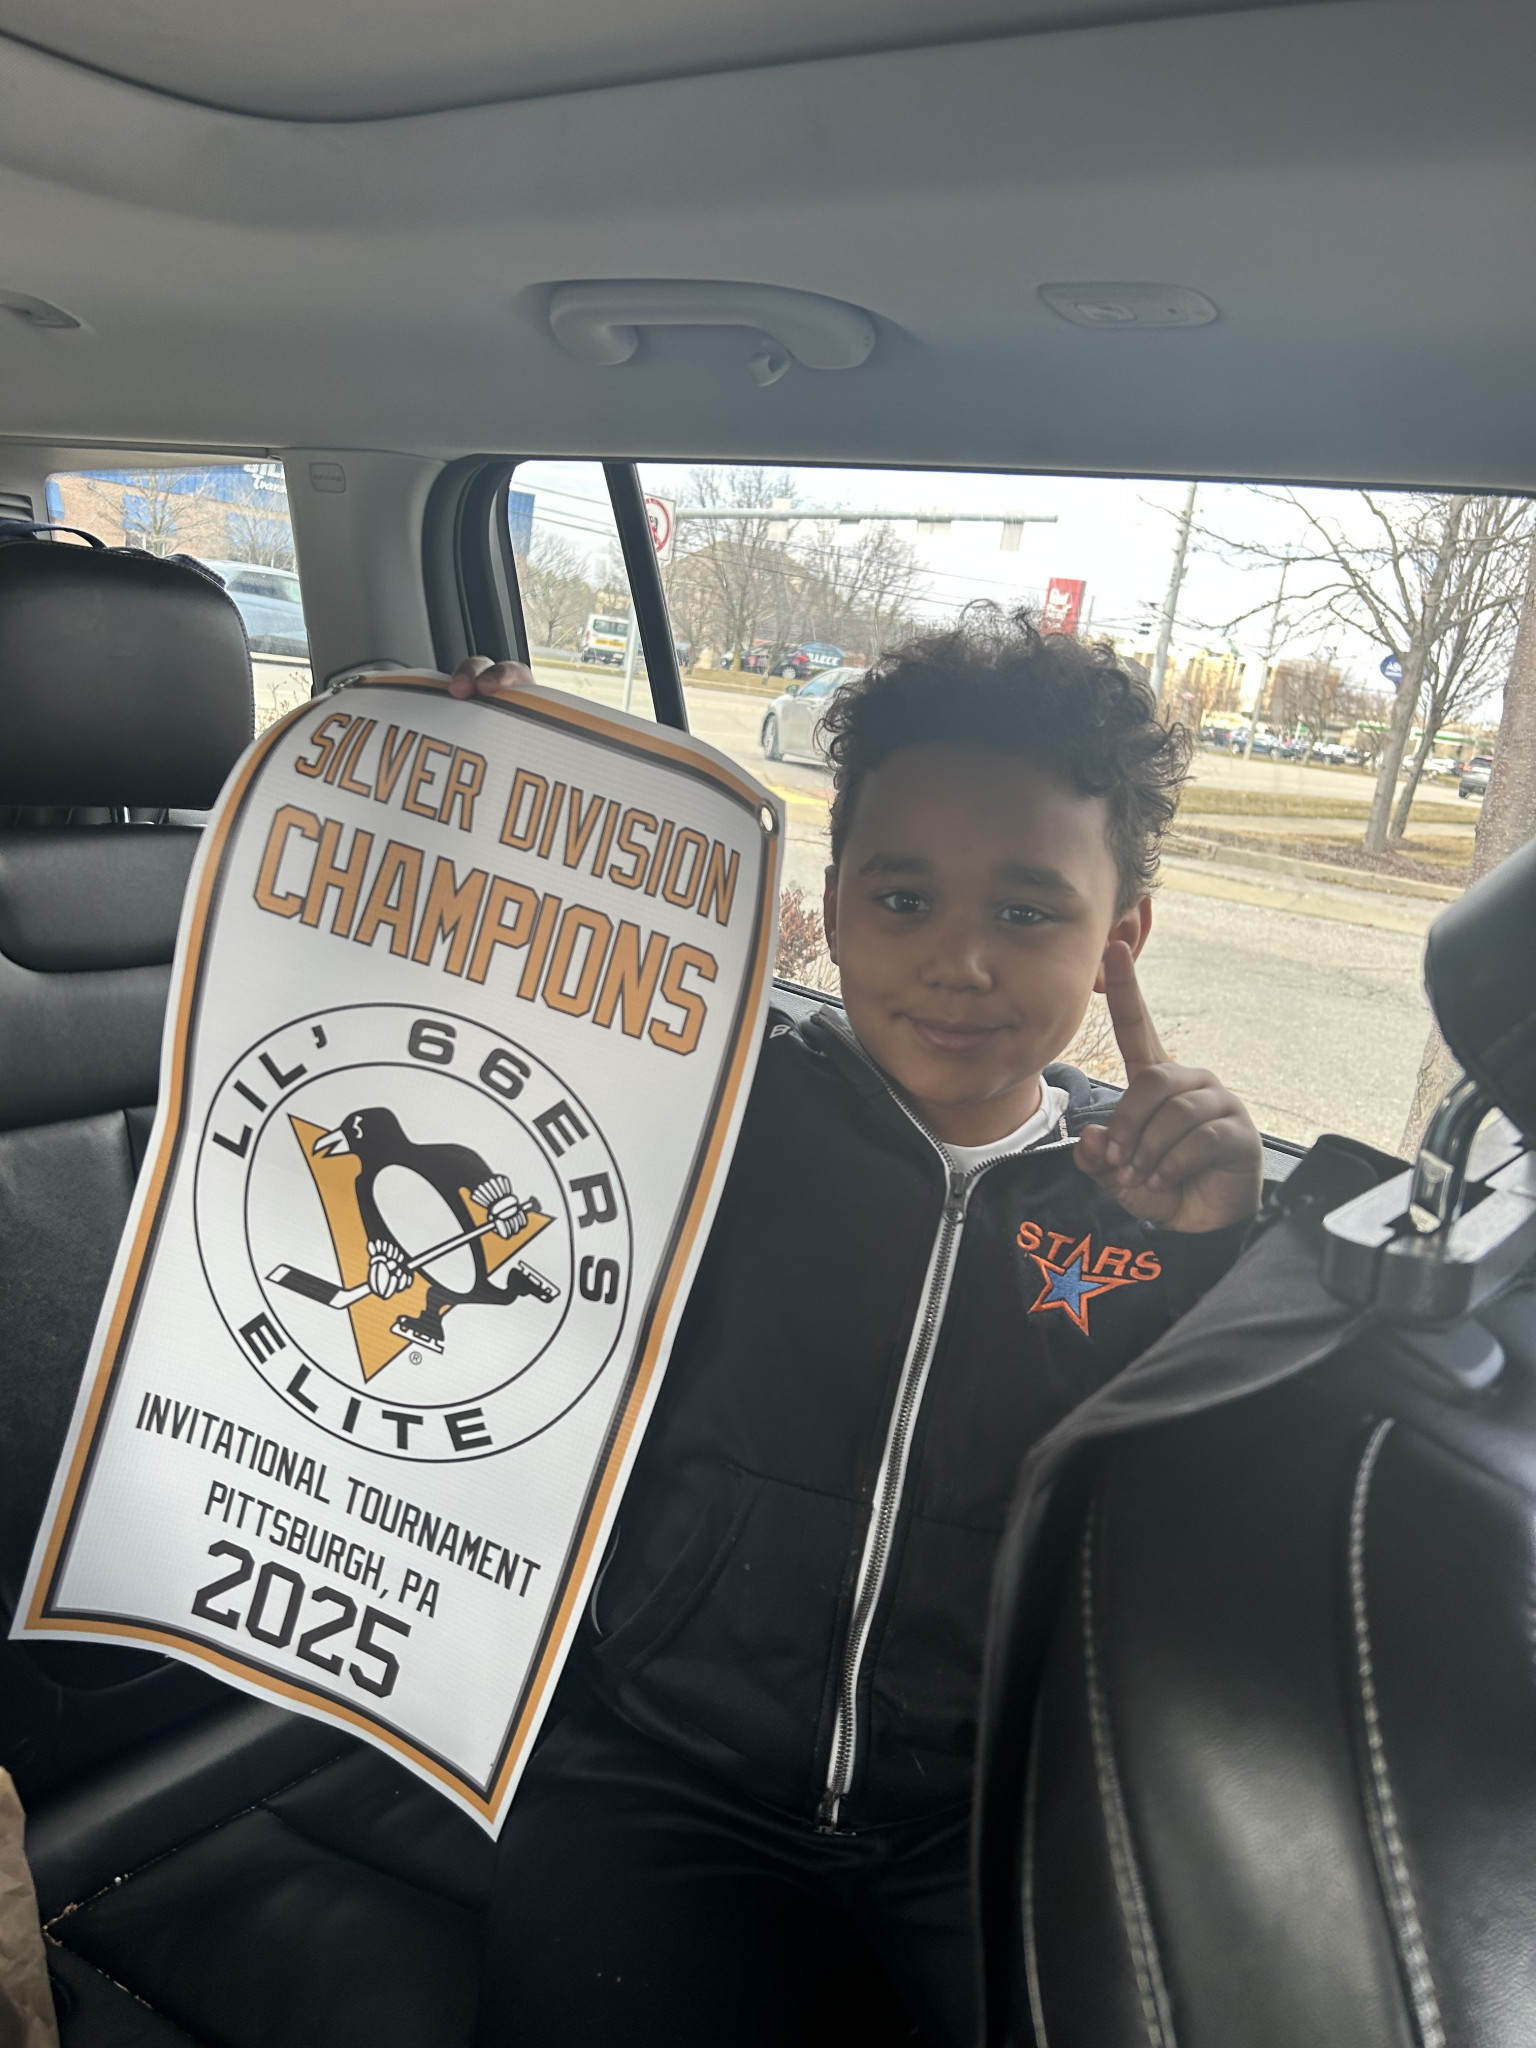 SILVER DIVISION
CHAMPIONS
LIL' 66ERS
ELITE
®
INVITATIONAL TOURNAMENT
PITTSBURGH, PA
2025
STARS